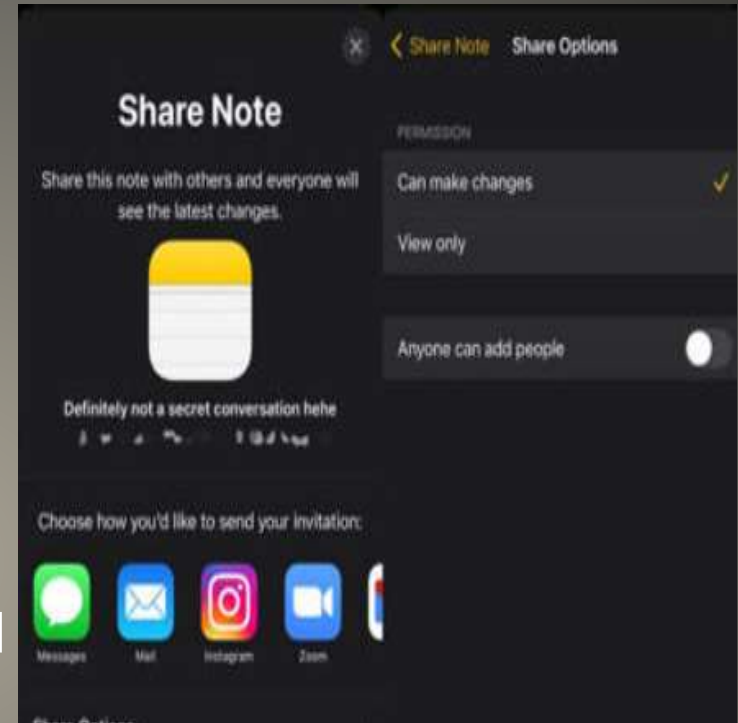 Share Note
Share this note with others and everyone will
see the latest changes.
Definitely not a secret conversation hehe
Choose how you'd like to send your invitation:
Messages Mail Instagram Zoom
Share Options
Share Note Share Options
PERMISSION
Can make changes
View only
Anyone can add people